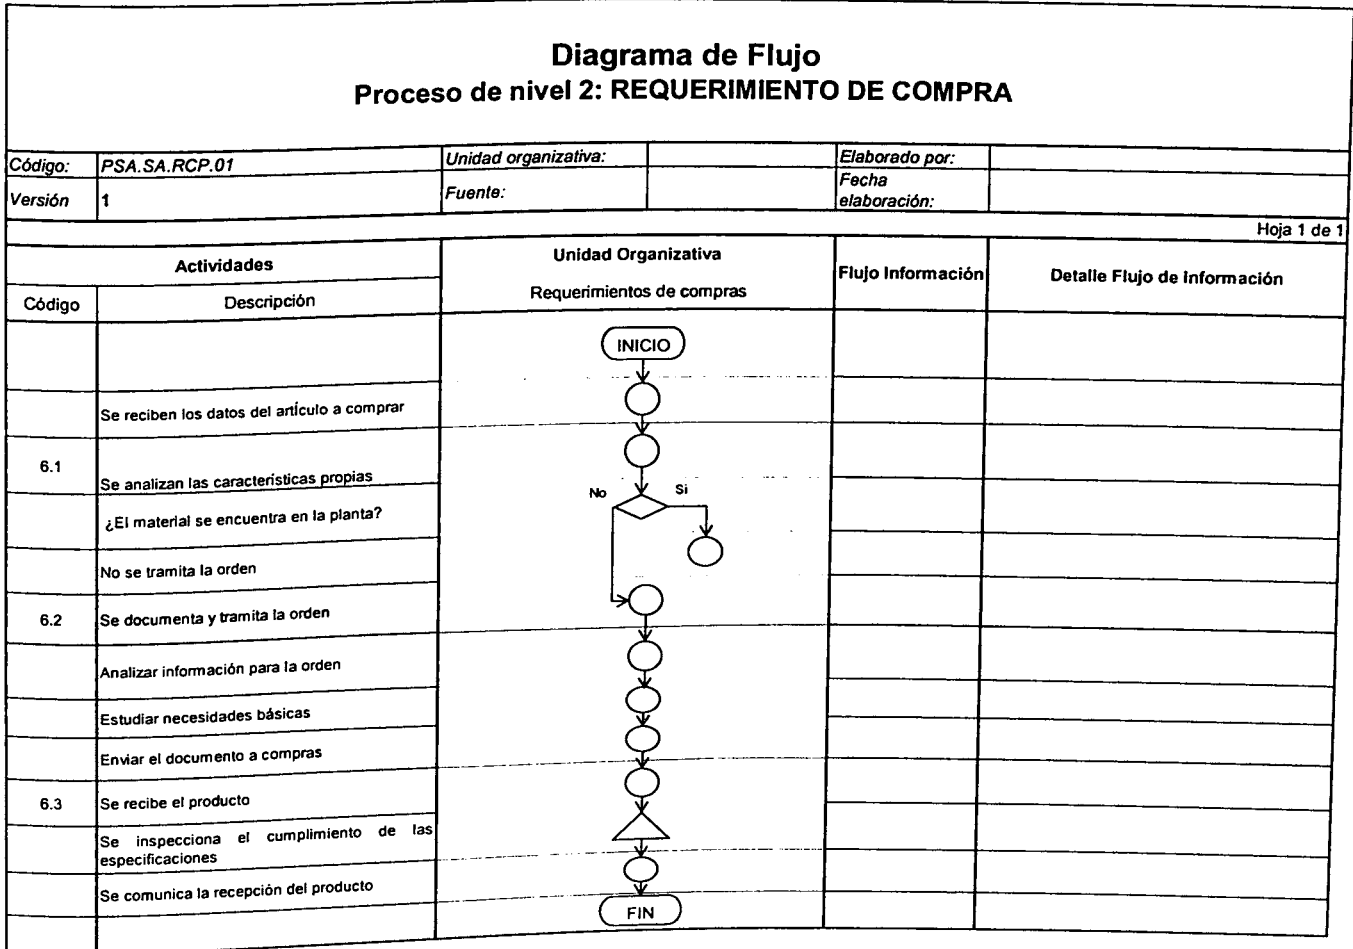 Diagrama de Flujo
Proceso de nivel 2: REQUERIMIENTO DE COMPRA
Código: PSA.SA.RCP.01 Unidad organizativa: Elaborado por:
Versión 1 Fuente: Fecha
elaboración:
Hoja 1 de 1
Actividades Unidad Organizativa Flujo Información Detalle Flujo de Información
Código Descripción Requerimientos de compras
INICIO
Se reciben los datos del artículo a comprar
6.1 Se analizan las características propias
No Si
¿El material se encuentra en la planta?
No se tramita la orden
6.2 Se documenta y tramita la orden
Analizar información para la orden
Estudiar necesidades básicas
Enviar el documento a compras
6.3 Se recibe el producto
Se inspecciona el cumplimiento de las
especificaciones
Se comunica la recepción del producto
FIN